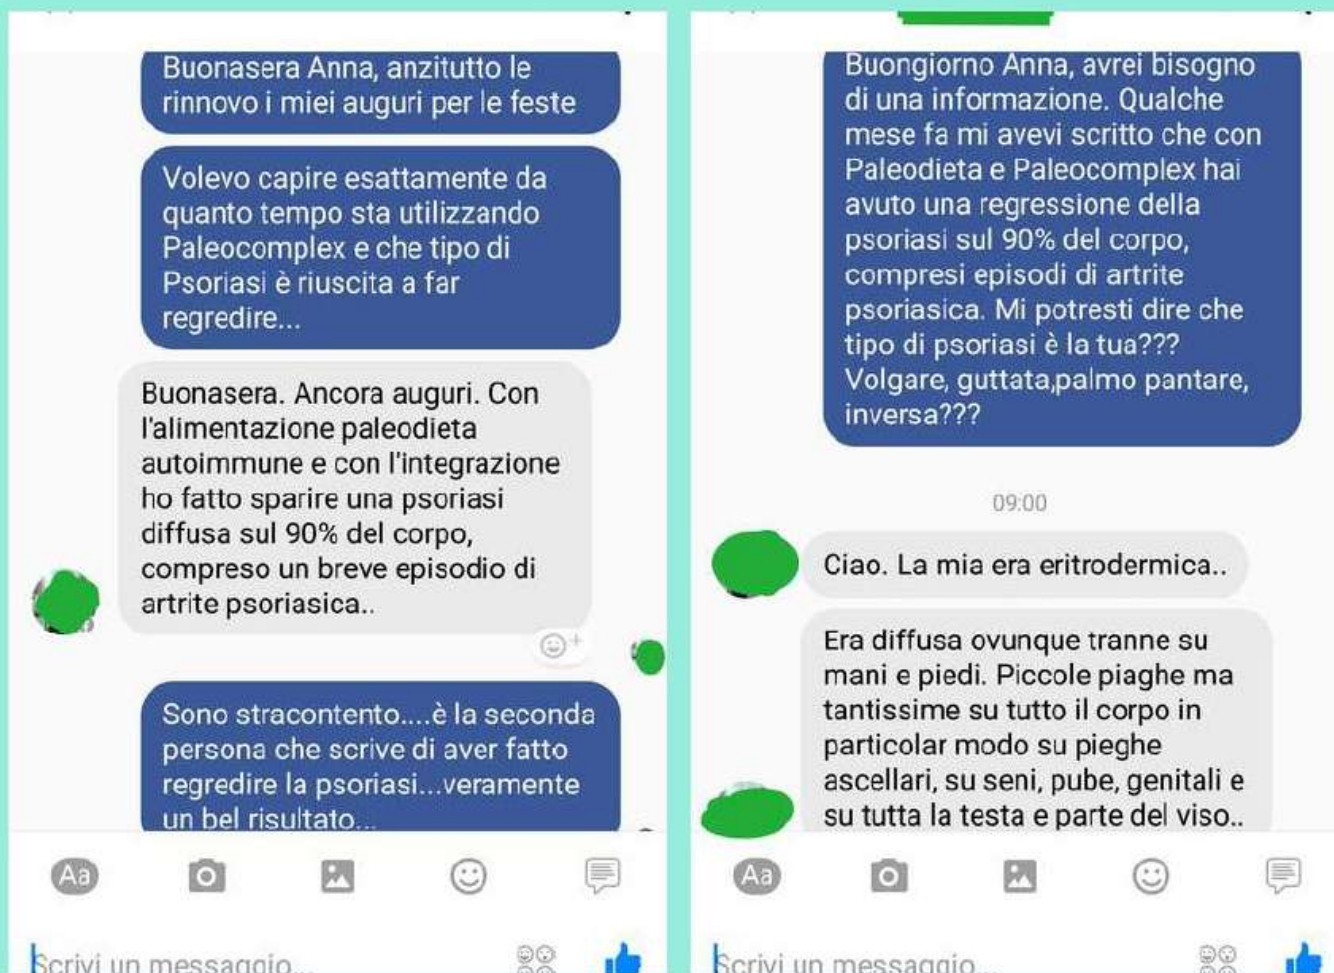 Buonasera Anna, anzitutto le
rinnovo i miei auguri per le feste
Volevo capire esattamente da
quanto tempo sta utilizzando
Paleocomplex e che tipo di
Psoriasi è riuscita a far
regredire...
Buonasera. Ancora auguri. Con
l'alimentazione paleodieta
autoimmune e con l'integrazione
ho fatto sparire una psoriasi
diffusa sul 90% del corpo,
compreso un breve episodio di
artrite psoriasica..
Sono stracontento....è la seconda
persona che scrive di aver fatto
regredire la psoriasi...veramente
un bel risultato...
Aa
Scrivi un messaggio...
Buongiorno Anna, avrei bisogno
di una informazione. Qualche
mese fa mi avevi scritto che con
Paleodieta e Paleocomplex hai
avuto una regressione della
psoriasi sul 90% del corpo,
compresi episodi di artrite
psoriasica. Mi potresti dire che
tipo di psoriasi è la tua???
Volgare, guttata,palmo pantare,
inversa???
09:00
Ciao. La mia era eritrodermica..
Era diffusa ovunque tranne su
mani e piedi. Piccole piaghe ma
tantissime su tutto il corpo in
particolar modo su pieghe
ascellari, su seni, pube, genitali e
su tutta la testa e parte del viso..
Aa
Scrivi un messaggio...